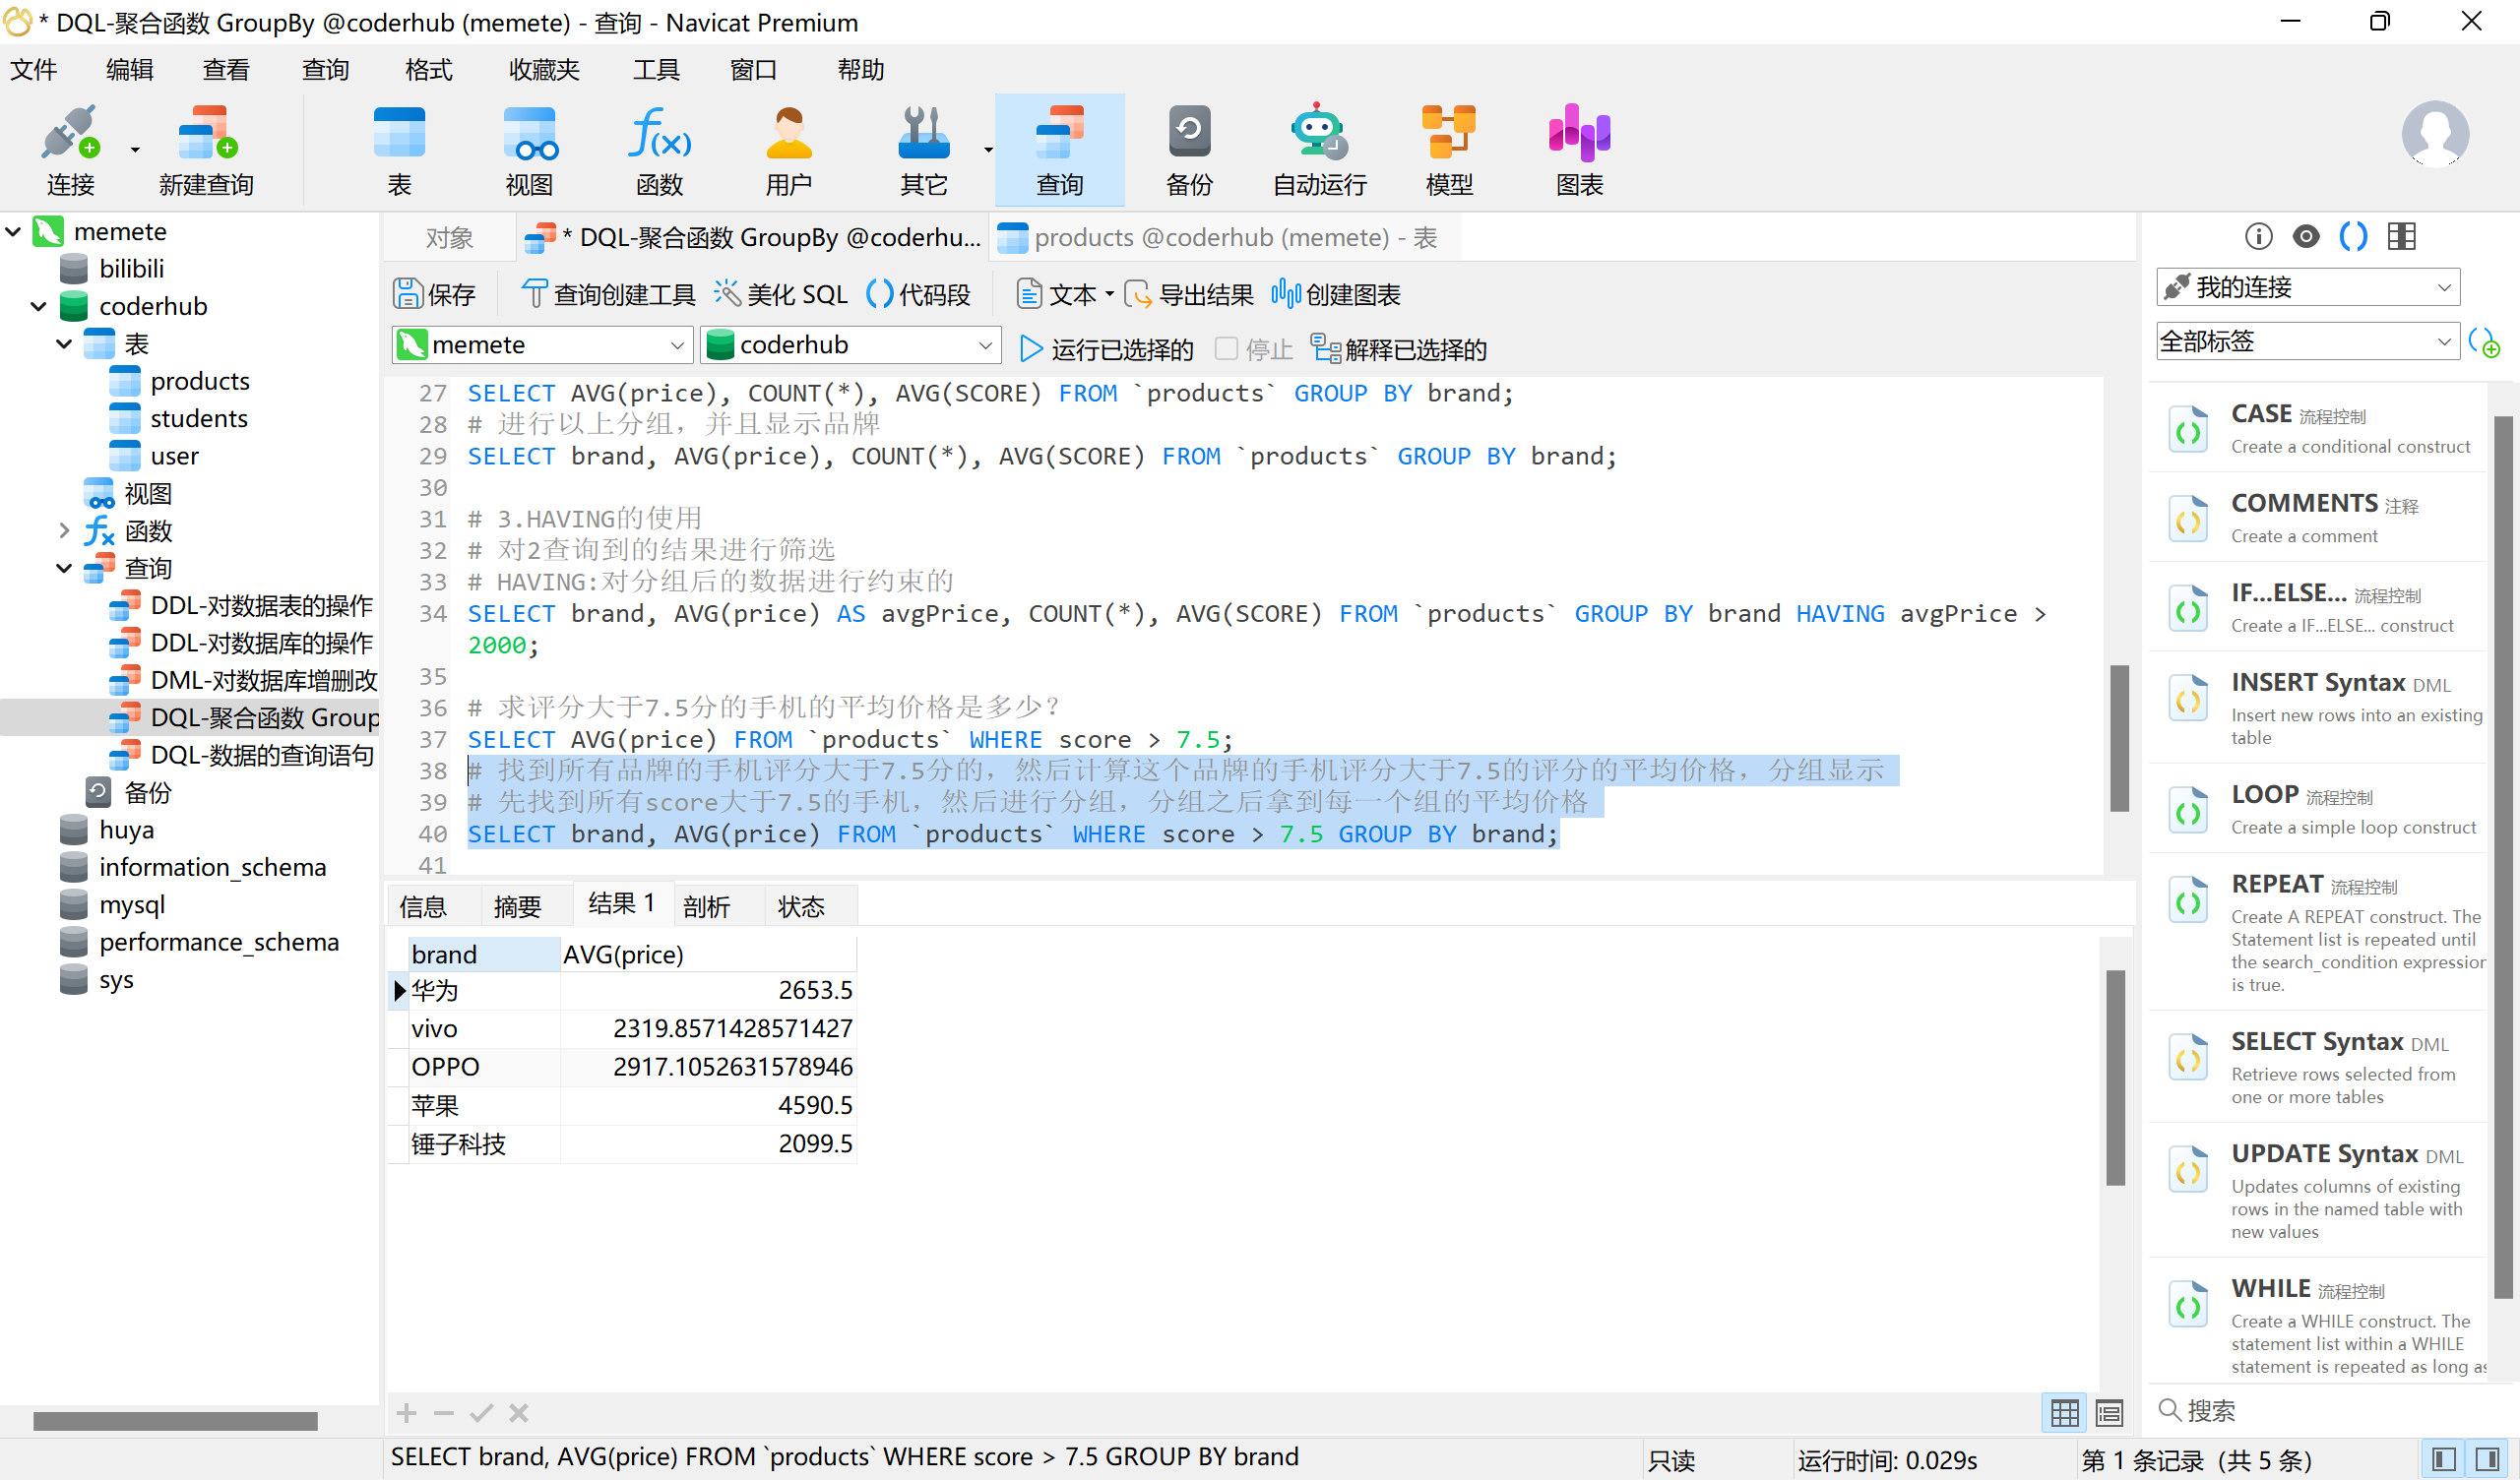 * DQL-聚合函数 GroupBy @coderhub (memete) - 查询 - Navicat Premium
文件 编辑 查看 查询 格式 收藏夹 工具 窗口 帮助
连接 新建查询 表 视图 函数 用户 其它 查询 备份 自动运行 模型 图表
memete
bilibili
coderhub
表
products
students
user
视图
函数
查询
DDL-对数据表的操作
DDL-对数据库的操作
DML-对数据库增删改
DQL-聚合函数 Group
DQL-数据的查询语句
备份
huya
information_schema
mysql
performance_schema
sys
对象 * DQL-聚合函数 GroupBy @coderhu... products @coderhub (memete) - 表
保存 查询创建工具 美化 SQL 代码段 文本 导出结果 创建图表
memete coderhub 运行已选择的 停止 解释已选择的
27 SELECT AVG(price), COUNT(*), AVG(SCORE) FROM `products` GROUP BY brand;
28 # 进行以上分组，并且显示品牌
29 SELECT brand, AVG(price), COUNT(*), AVG(SCORE) FROM `products` GROUP BY brand;
30
31 # 3.HAVING的使用
32 # 对2查询到的结果进行筛选
33 # HAVING:对分组后的数据进行约束的
34 SELECT brand, AVG(price) AS avgPrice, COUNT(*), AVG(SCORE) FROM `products` GROUP BY brand HAVING avgPrice >
2000;
35
36 # 求评分大于7.5分的手机的平均价格是多少？
37 SELECT AVG(price) FROM `products` WHERE score > 7.5;
38 # 找到所有品牌的手机评分大于7.5分的，然后计算这个品牌的手机评分大于7.5的评分的平均价格，分组显示
39 # 先找到所有score大于7.5的手机，然后进行分组，分组之后拿到每一个组的平均价格
40 SELECT brand, AVG(price) FROM `products` WHERE score > 7.5 GROUP BY brand;
41
信息 摘要 结果 1 剖析 状态
brand AVG(price)
华为 2653.5
vivo 2319.8571428571427
OPPO 2917.1052631578946
苹果 4590.5
锤子科技 2099.5
我的连接
全部标签
CASE 流程控制
Create a conditional construct
COMMENTS 注释
Create a comment
IF...ELSE... 流程控制
Create a IF...ELSE... construct
INSERT Syntax DML
Insert new rows into an existing
table
LOOP 流程控制
Create a simple loop construct
REPEAT 流程控制
Create A REPEAT construct. The
Statement list is repeated until
the search_condition expression
is true.
SELECT Syntax DML
Retrieve rows selected from
one or more tables
UPDATE Syntax DML
Updates columns of existing
rows in the named table with
new values
WHILE 流程控制
Create a WHILE construct. The
statement list within a WHILE
statement is repeated as long as
搜索
SELECT brand, AVG(price) FROM `products` WHERE score > 7.5 GROUP BY brand 只读 运行时间: 0.029s 第 1 条记录 (共 5 条)